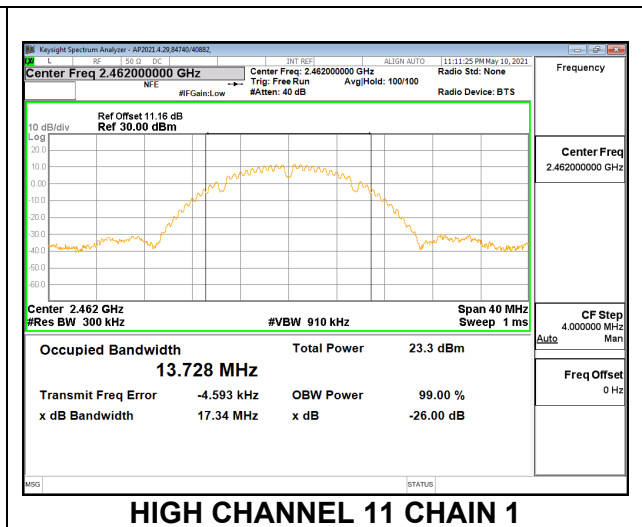 Keysight Spectrum Analyzer - AP2021.4.29,84740/40882,
L RF 50 Ω DC INT REF ALIGN AUTO 11:11:25 PM May 10, 2021
Center Freq 2.462000000 GHz Center Freq: 2.462000000 GHz Radio Std: None Frequency
NFE Trig: Free Run Avg|Hold: 100/100
#IFGain:Low #Atten: 40 dB Radio Device: BTS
Ref Offset 11.16 dB
10 dB/div Ref 30.00 dBm
Log
20.0
Center Freq
10.0
2.462000000 GHz
0.00
-10.0
-20.0
-30.0
-40.0
-50.0
-60.0
Center 2.462 GHz Span 40 MHz
#Res BW 300 kHz #VBW 910 kHz Sweep 1 ms
CF Step
4.000000 MHz
Auto Man
Occupied Bandwidth Total Power 23.3 dBm
13.728 MHz
Freq Offset
0 Hz
Transmit Freq Error -4.593 kHz OBW Power 99.00 %
x dB Bandwidth 17.34 MHz x dB -26.00 dB
MSG STATUS
HIGH CHANNEL 11 CHAIN 1